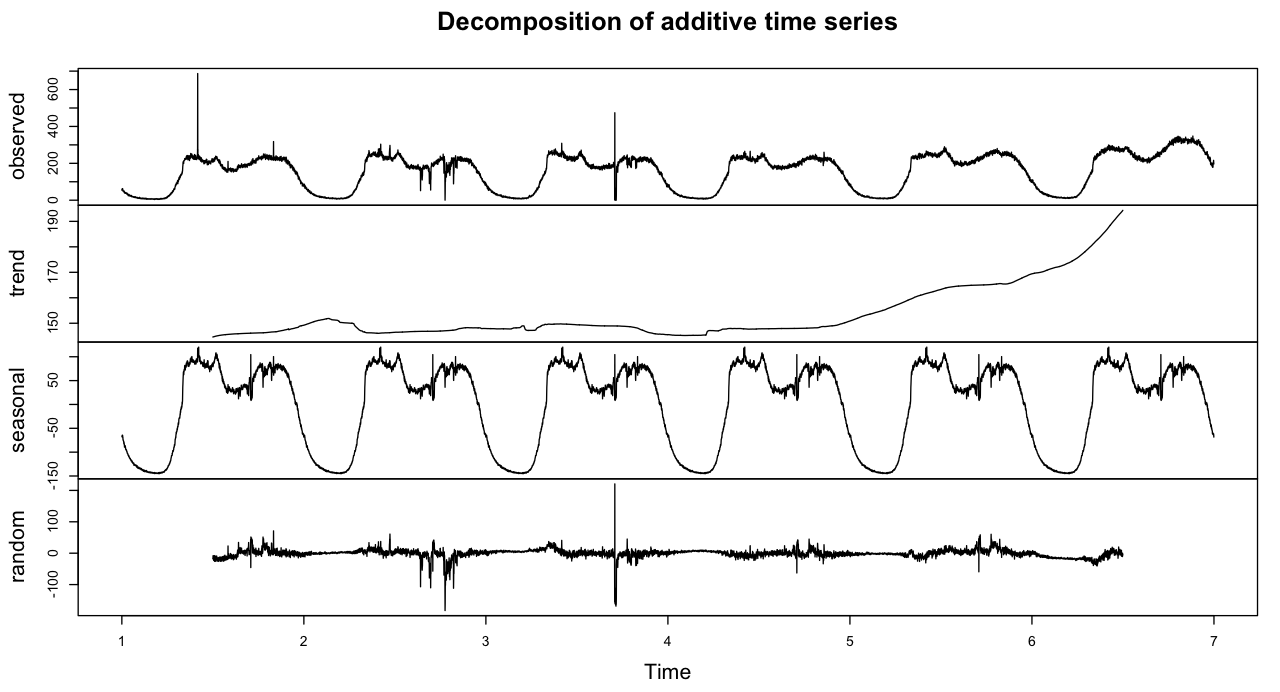 Decomposition of additive time series
observed
0 200 400 600
trend
150 170 190
seasonal
-150 -50 50
random
-100 0 100
1 2 3 4 5 6 7
Time